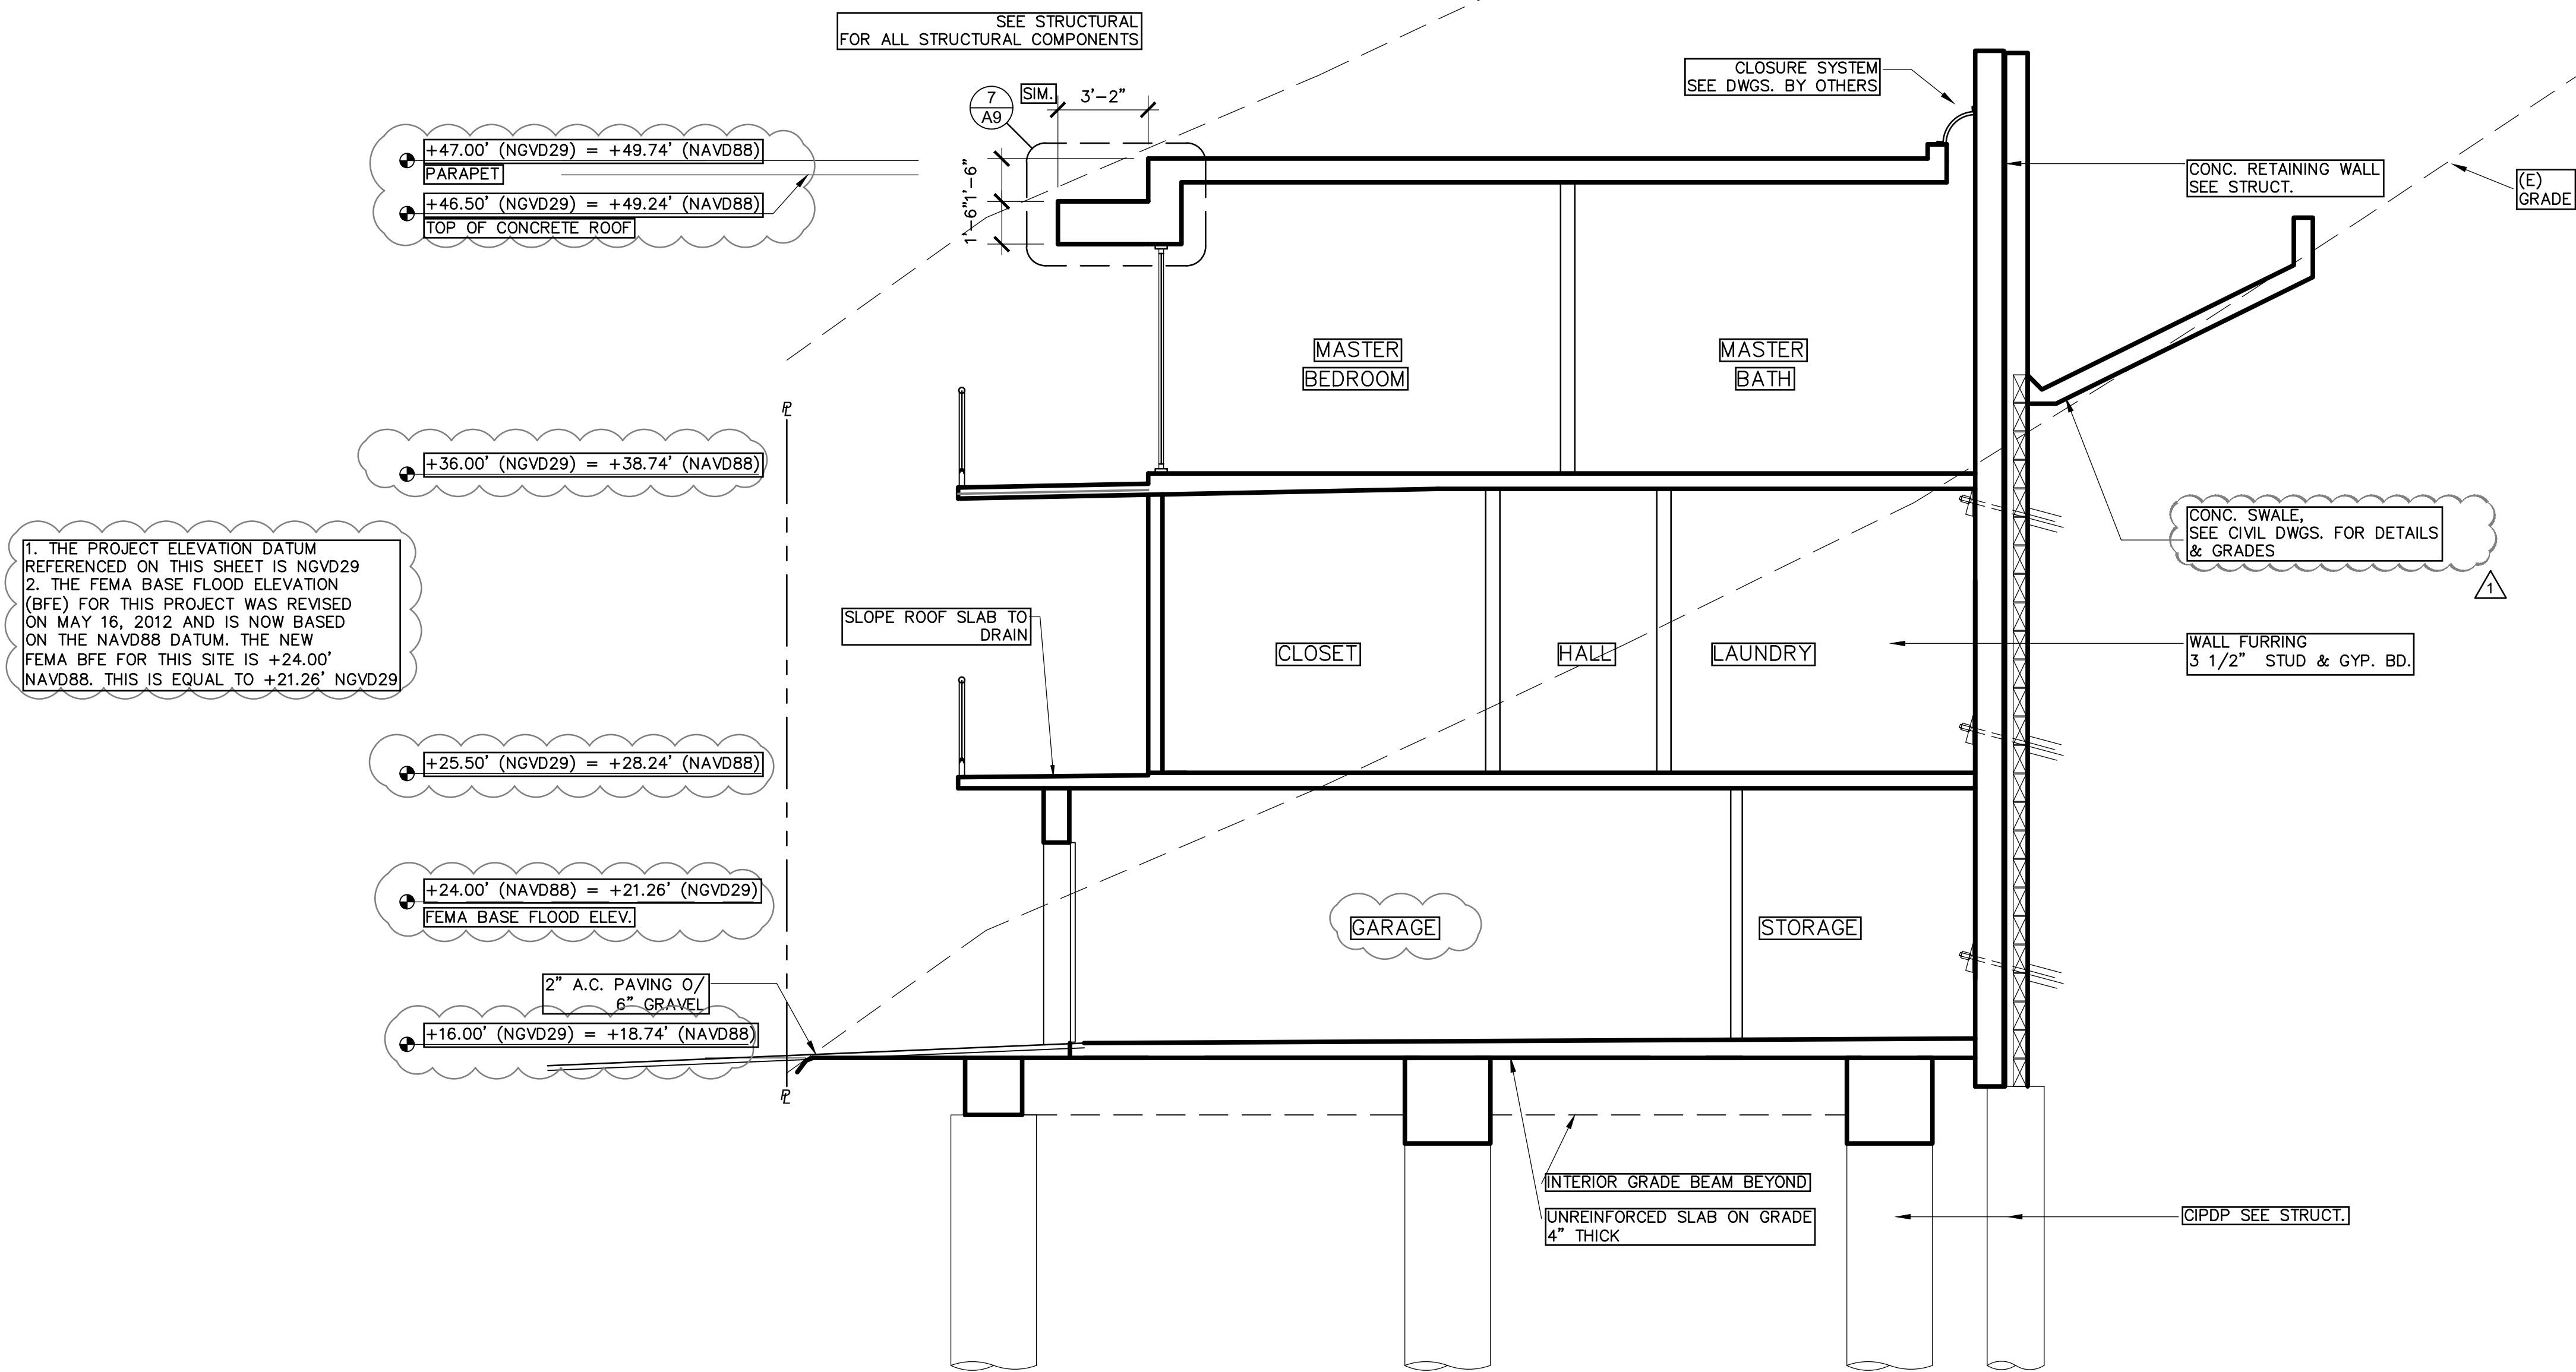 SEE STRUCTURAL
FOR ALL STRUCTURAL COMPONENTS
CLOSURE SYSTEM
SEE DWGS. BY OTHERS
7
A9
SIM.
3'-2"
1'-6"
1'-6"
+47.00' (NGVD29) = +49.74' (NAVD88)
PARAPET
+46.50' (NGVD29) = +49.24' (NAVD88)
TOP OF CONCRETE ROOF
CONC. RETAINING WALL
SEE STRUCT.
(E)
GRADE
MASTER
BEDROOM
MASTER
BATH
PL
+36.00' (NGVD29) = +38.74' (NAVD88)
1. THE PROJECT ELEVATION DATUM
REFERENCED ON THIS SHEET IS NGVD29
2. THE FEMA BASE FLOOD ELEVATION
(BFE) FOR THIS PROJECT WAS REVISED
ON MAY 16, 2012 AND IS NOW BASED
ON THE NAVD88 DATUM. THE NEW
FEMA BFE FOR THIS SITE IS +24.00'
NAVD88. THIS IS EQUAL TO +21.26' NGVD29
CONC. SWALE,
SEE CIVIL DWGS. FOR DETAILS
& GRADES
1
SLOPE ROOF SLAB TO
DRAIN
CLOSET
HALL
LAUNDRY
WALL FURRING
3 1/2" STUD & GYP. BD.
+25.50' (NGVD29) = +28.24' (NAVD88)
+24.00' (NAVD88) = +21.26' (NGVD29)
FEMA BASE FLOOD ELEV.
GARAGE
STORAGE
2" A.C. PAVING O/
6" GRAVEL
+16.00' (NGVD29) = +18.74' (NAVD88)
PL
INTERIOR GRADE BEAM BEYOND
UNREINFORCED SLAB ON GRADE
4" THICK
CIPDP SEE STRUCT.